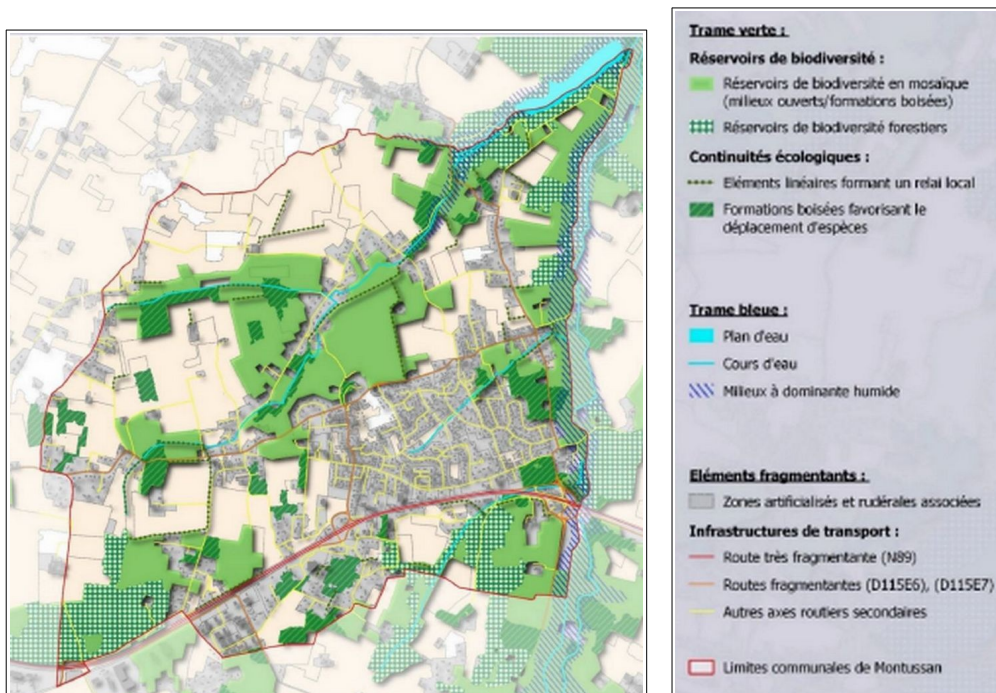 Trame verte :
Réservoirs de biodiversité :
Réservoirs de biodiversité en mosaïque
(milieux ouverts/formations boisées)
Réservoirs de biodiversité forestiers
Continuités écologiques :
Eléments linéaires formant un relai local
Formations boisées favorisant le
déplacement d'espèces
Trame bleue :
Plan d'eau
Cours d'eau
Milieux à dominante humide
Eléments fragmentants :
Zones artificialisés et rudérales associées
Infrastructures de transport :
Route très fragmentante (N89)
Routes fragmentantes (D115E6), (D115E7)
Autres axes routiers secondaires
Limites communales de Montussan